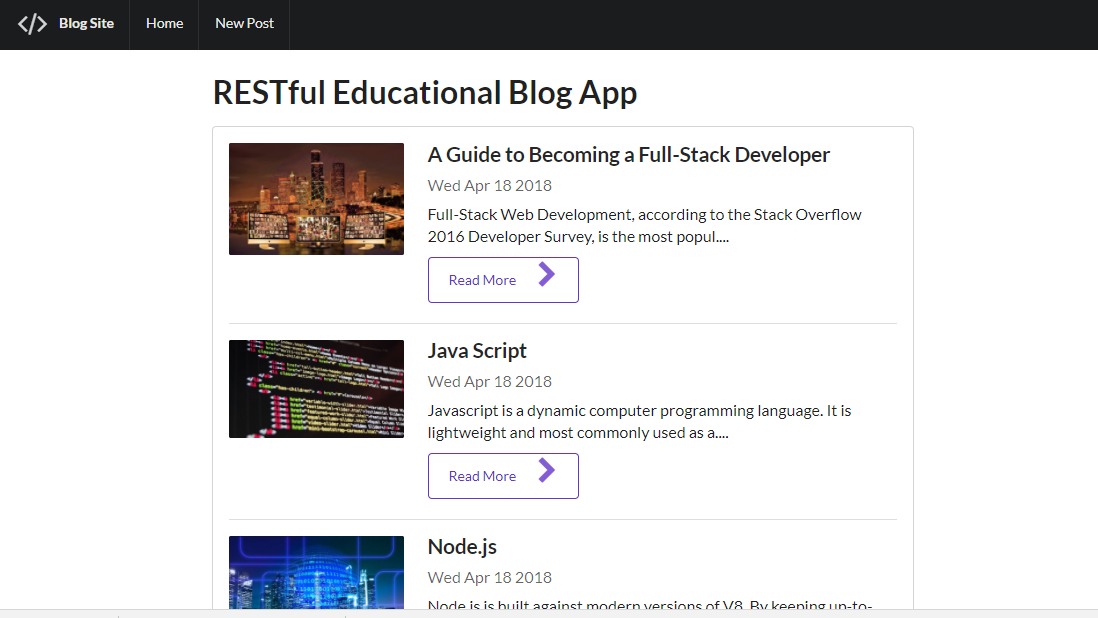 Blog Site
Home
New Post
RESTful Educational Blog App
A Guide to Becoming a Full-Stack Developer
Wed Apr 18 2018
Full-Stack Web Development, according to the Stack Overflow
2016 Developer Survey, is the most popul....
Read More
Java Script
Wed Apr 18 2018
Javascript is a dynamic computer programming language. It is
lightweight and most commonly used as a....
Read More
Node.js
Wed Apr 18 2018
Node.js is built against modern versions of V8. By keeping up-to-